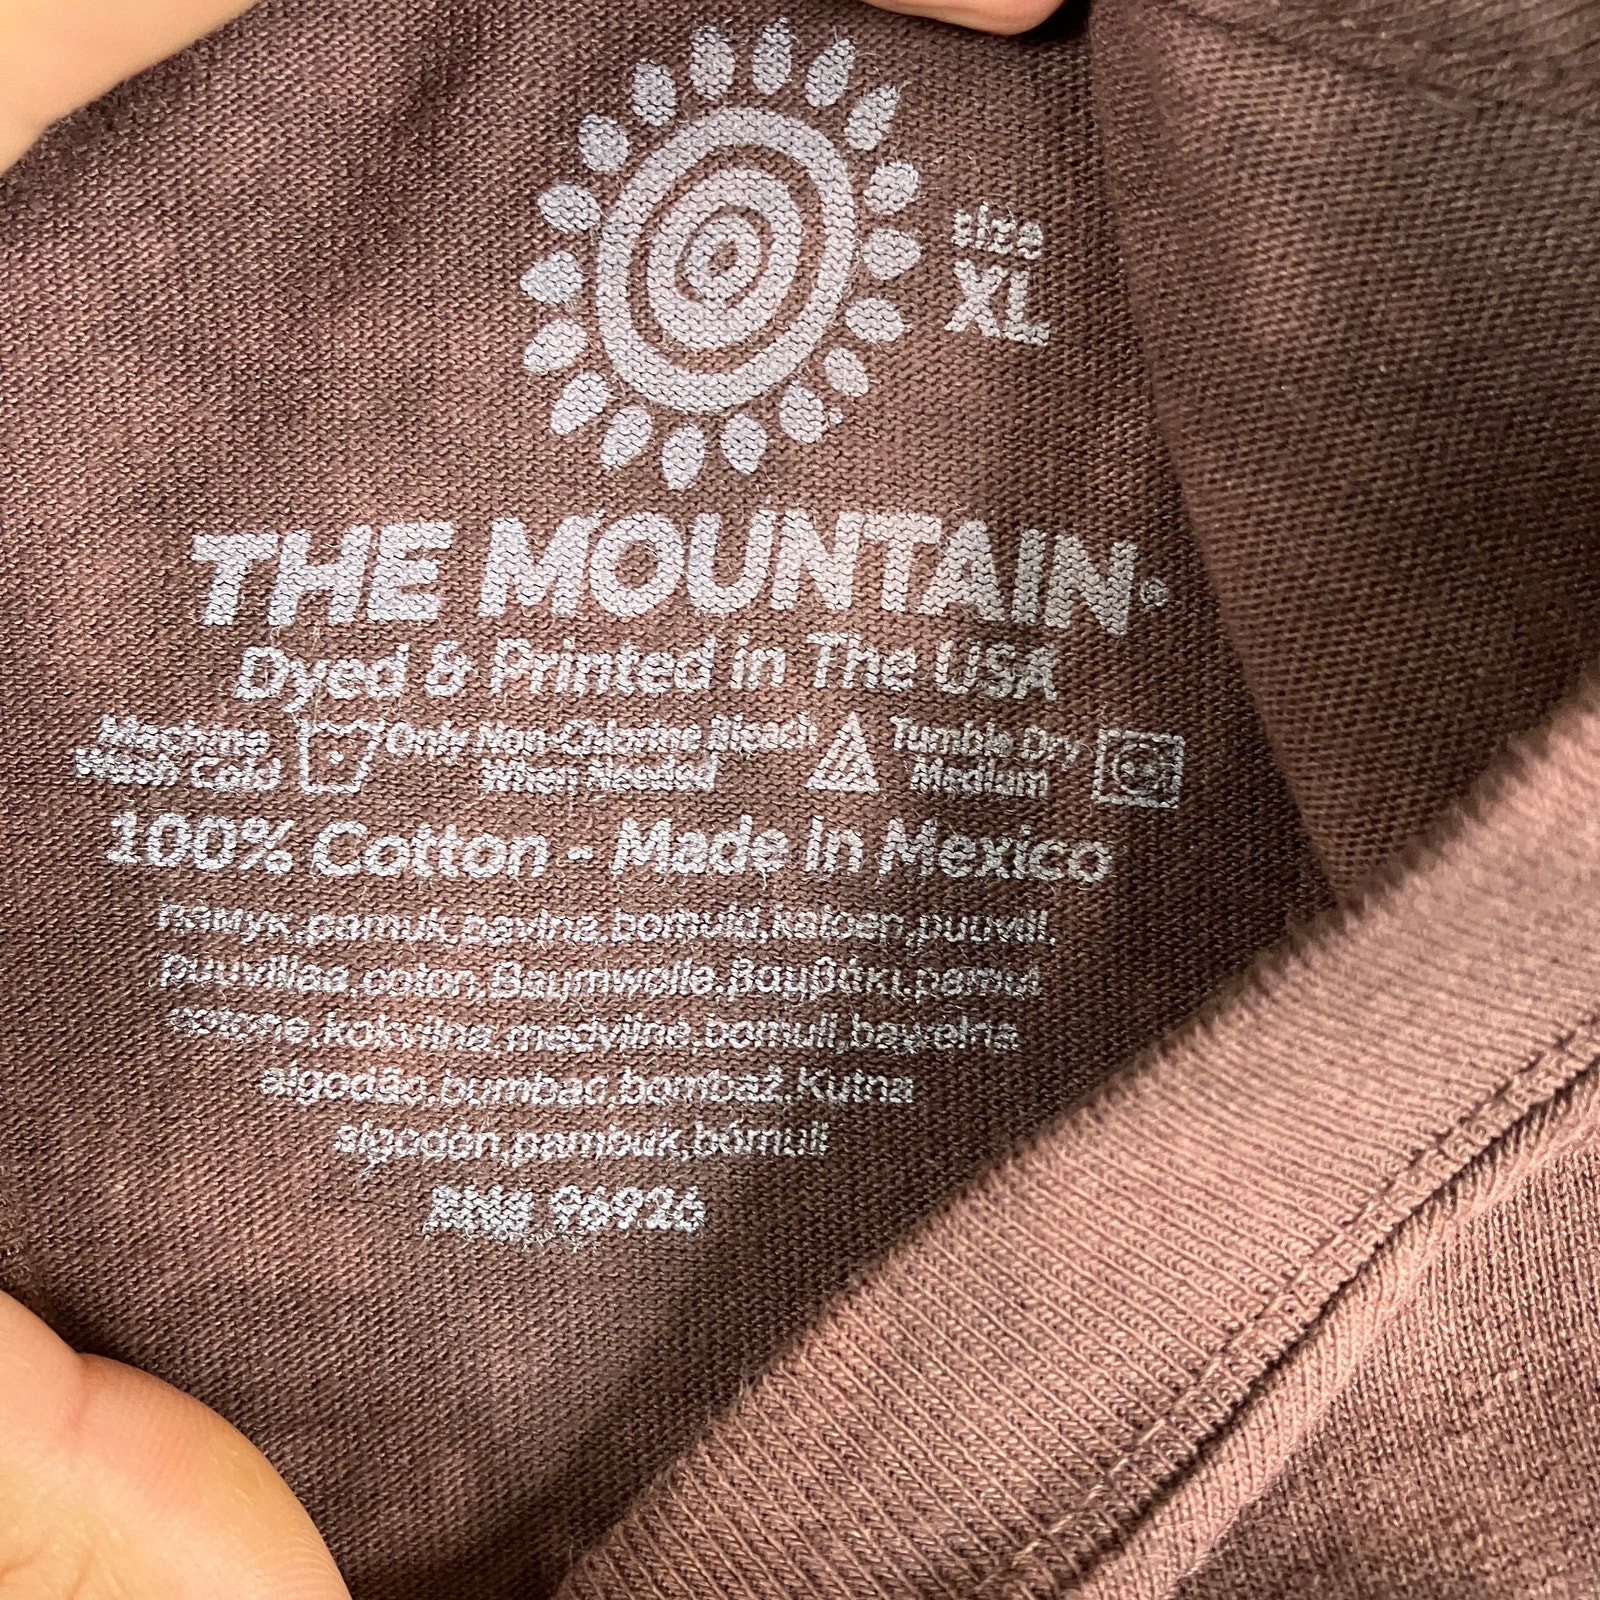 size
XL
THE MOUNTAIN®
Dyed & Printed in The USA
Machine Wash Cold
Only Non-Chlorine Bleach When Needed
Tumble Dry Medium
100% Cotton - Made In Mexico
памук,pamuk,bavlna,bomuld,katoen,puuvill,
puuvillaa,coton,Baumwolle,βαμβάκι,pamut
cotone,kokvilna,medvilnė,bomull,bawełna
algodão,bumbac,bombaž,Kutna
algodón,pambuk,bómull
RN# 96926